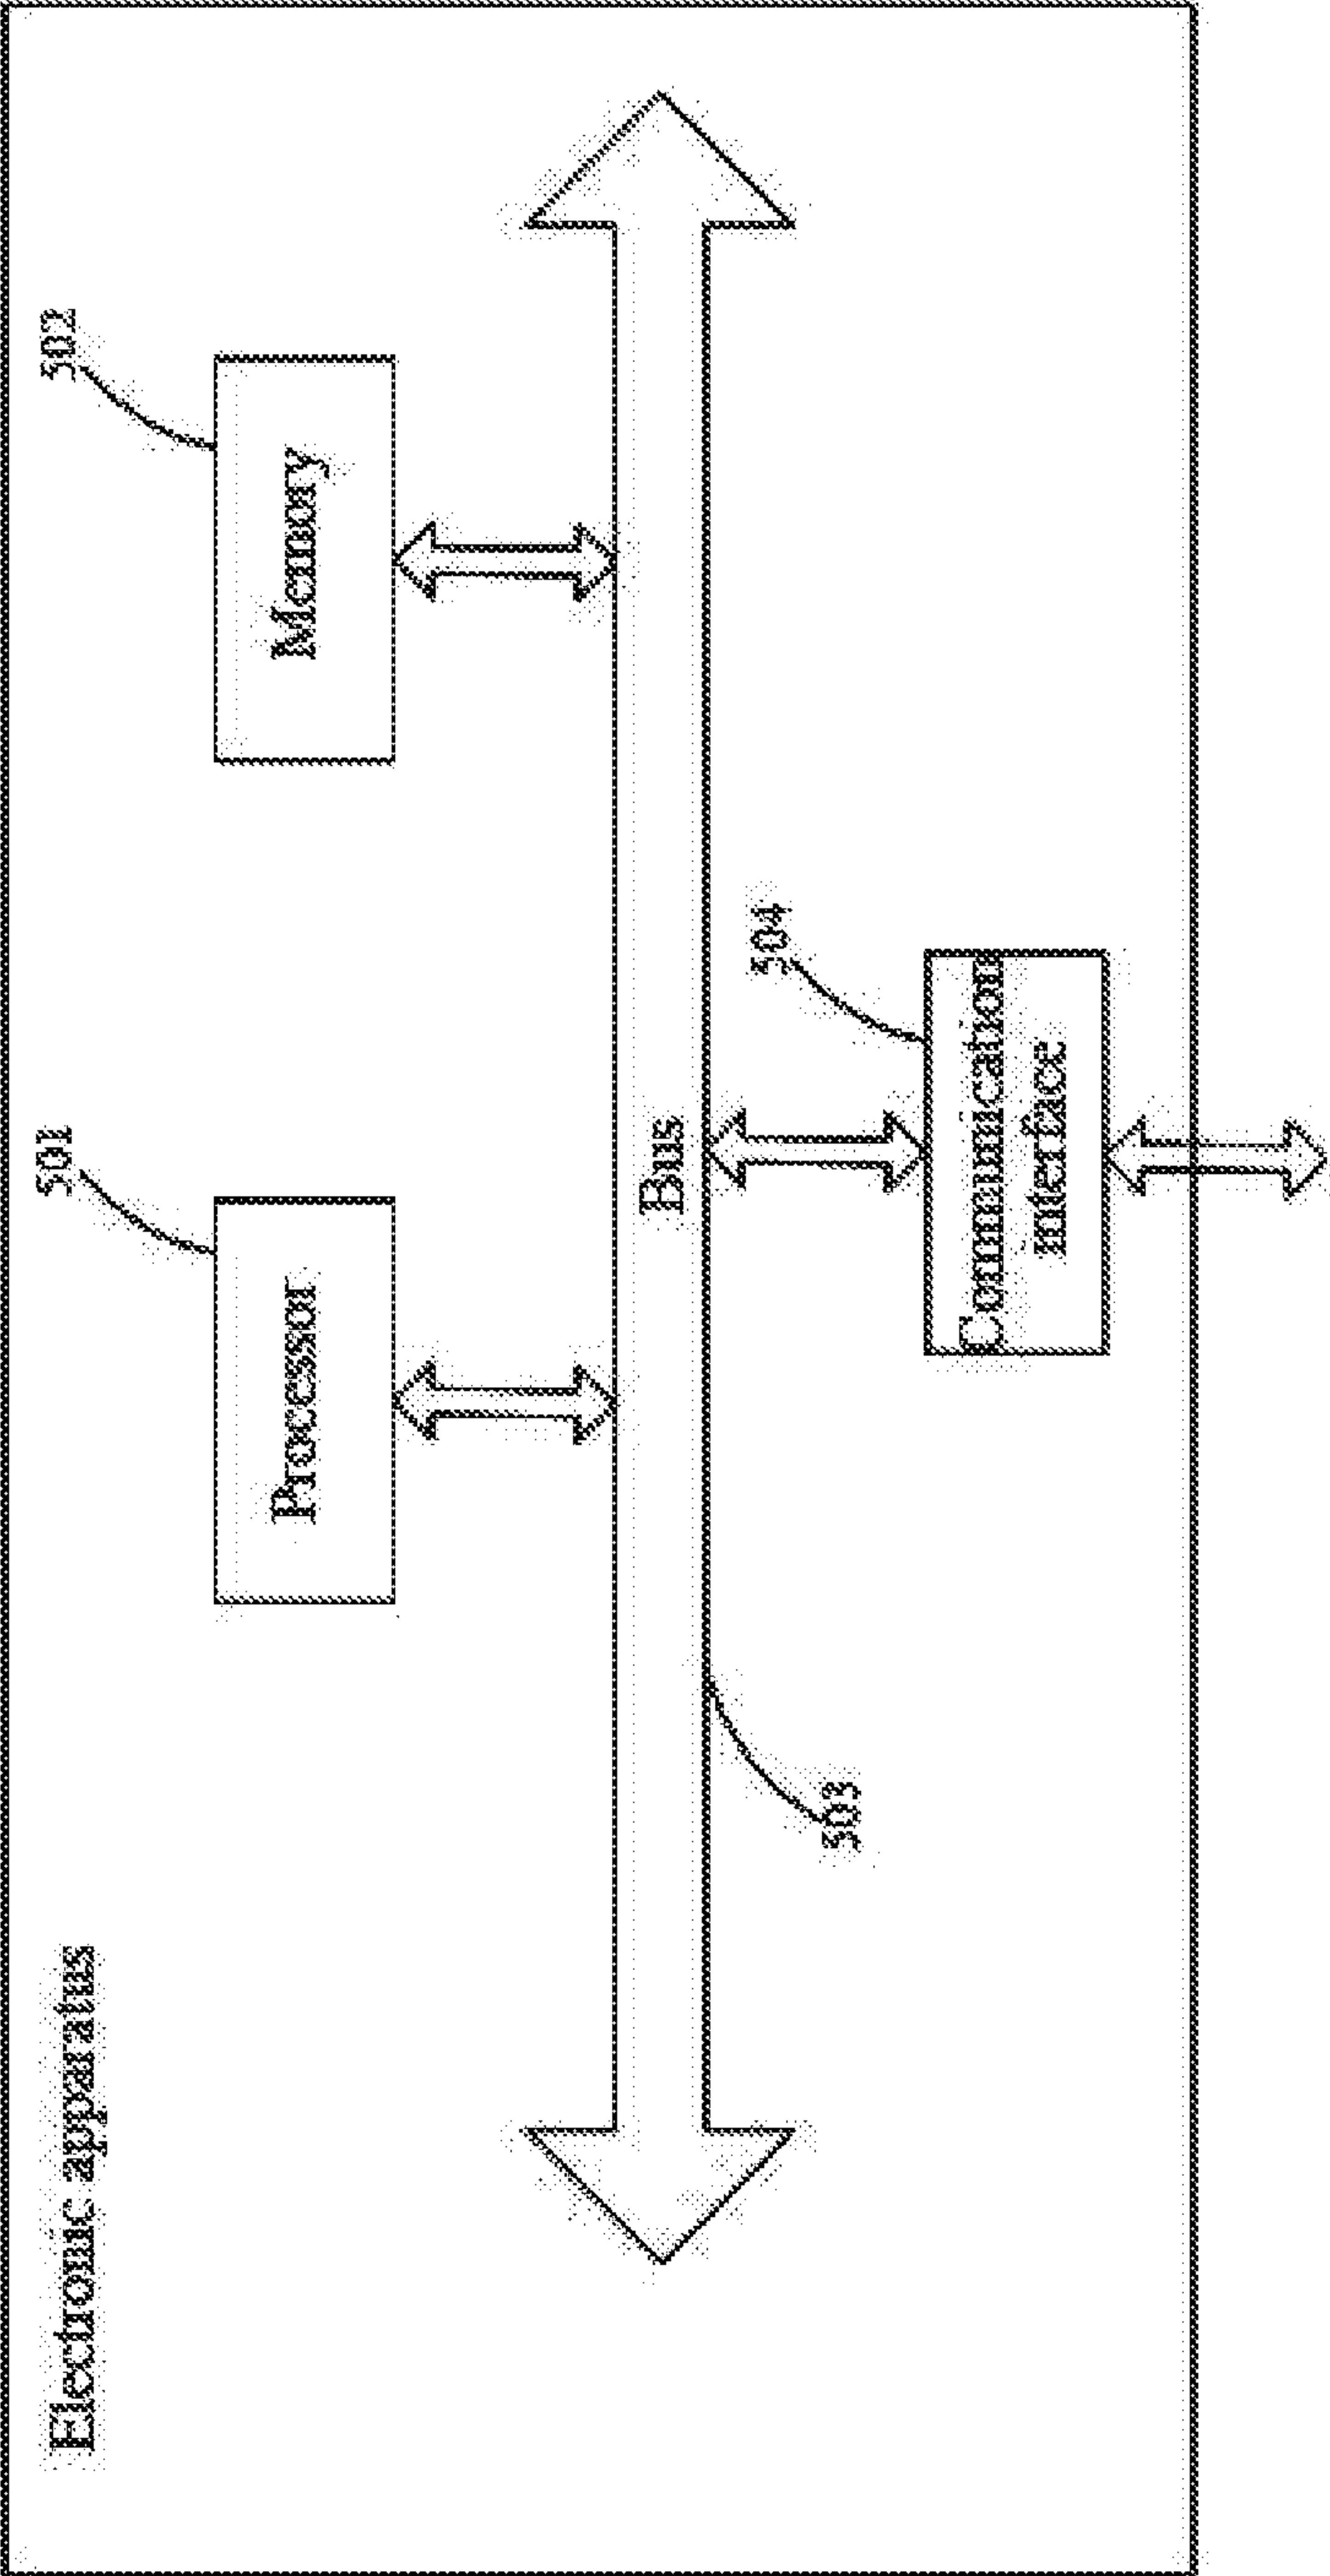 Electronic apparatus
501
502
Processor
Memory
Bus
503
504
Communication
interface